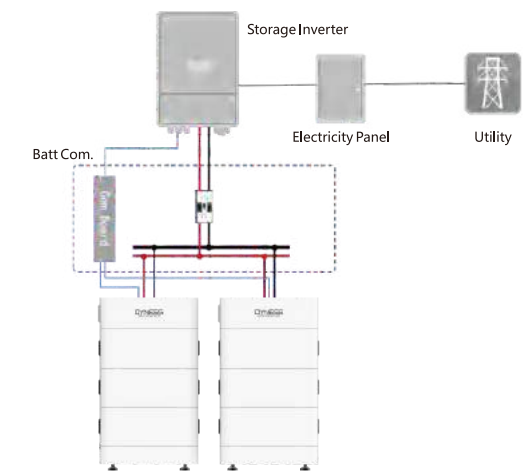 Storage Inverter
Electricity Panel
Utility
Batt Com.
Com Board
DYNESS
DYNESS